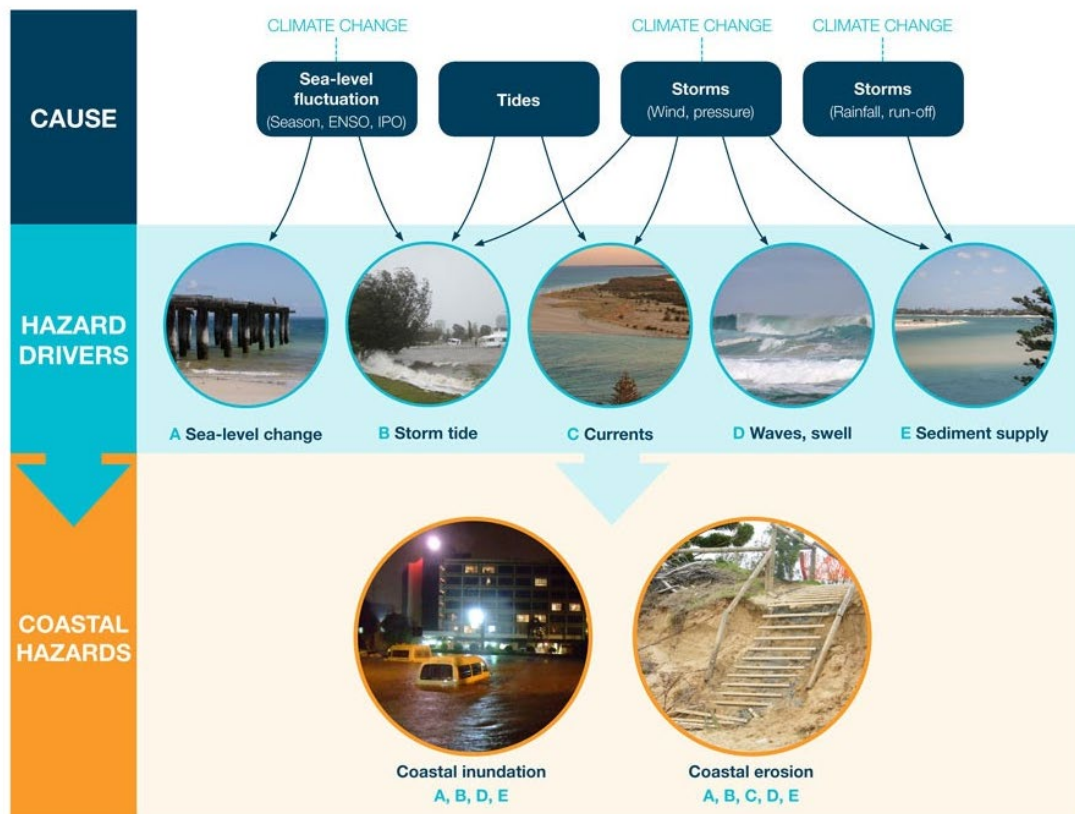 CLIMATE CHANGE
CLIMATE CHANGE
CLIMATE CHANGE
CAUSE
Sea-level
fluctuation
(Season, ENSO, IPO)
Tides
Storms
(Wind, pressure)
Storms
(Rainfall, run-off)
HAZARD
DRIVERS
A Sea-level change
B Storm tide
C Currents
D Waves, swell
E Sediment supply
COASTAL
HAZARDS
Coastal inundation
A, B, D, E
Coastal erosion
A, B, C, D, E